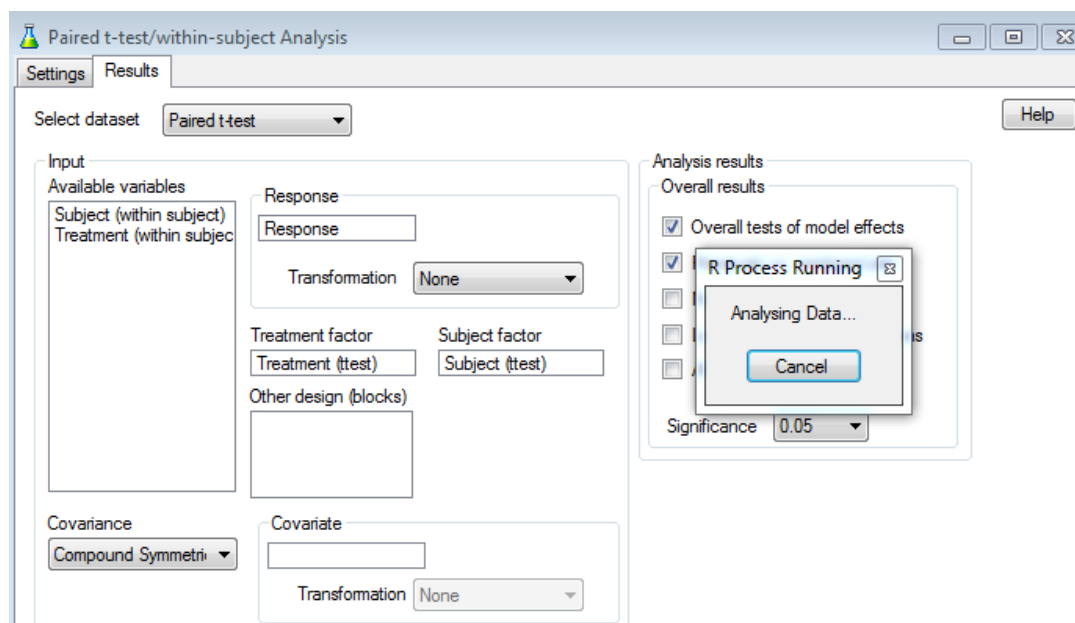 Paired t-test/within-subject Analysis
Settings
Results
Select dataset
Paired t-test
Help
Input
Available variables
Subject (within subject)
Treatment (within subjec
Response
Response
Transformation
None
Treatment factor
Treatment (ttest)
Subject factor
Subject (ttest)
Other design (blocks)
Covariance
Compound Symmetri
Covariate
Transformation
None
Analysis results
Overall results
Overall tests of model effects
R Process Running
Analysing Data...
Cancel
Significance
0.05